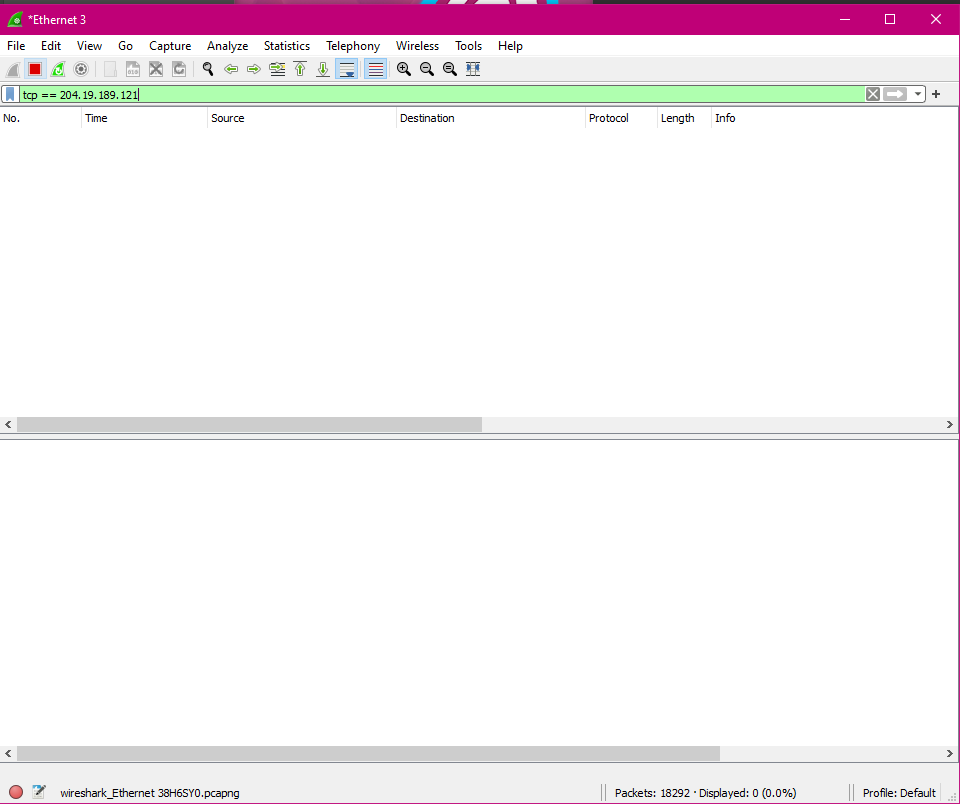 *Ethernet 3
File Edit View Go Capture Analyze Statistics Telephony Wireless Tools Help
tcp == 204.19.189.121
No. Time Source Destination Protocol Length Info
wireshark_Ethernet 38H6SY0.pcapng Packets: 18292 · Displayed: 0 (0.0%) Profile: Default